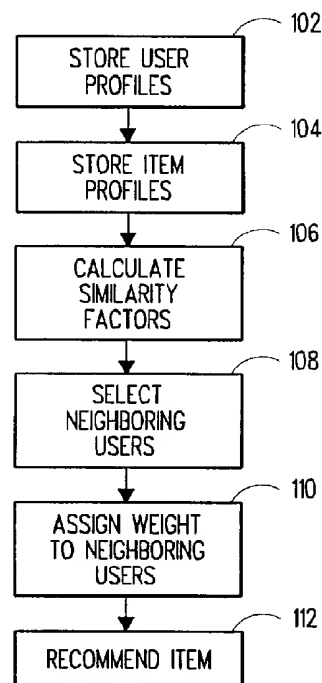 102
STORE USER
PROFILES
104
STORE ITEM
PROFILES
106
CALCULATE
SIMILARITY
FACTORS
108
SELECT
NEIGHBORING
USERS
110
ASSIGN WEIGHT
TO NEIGHBORING
USERS
112
RECOMMEND ITEM